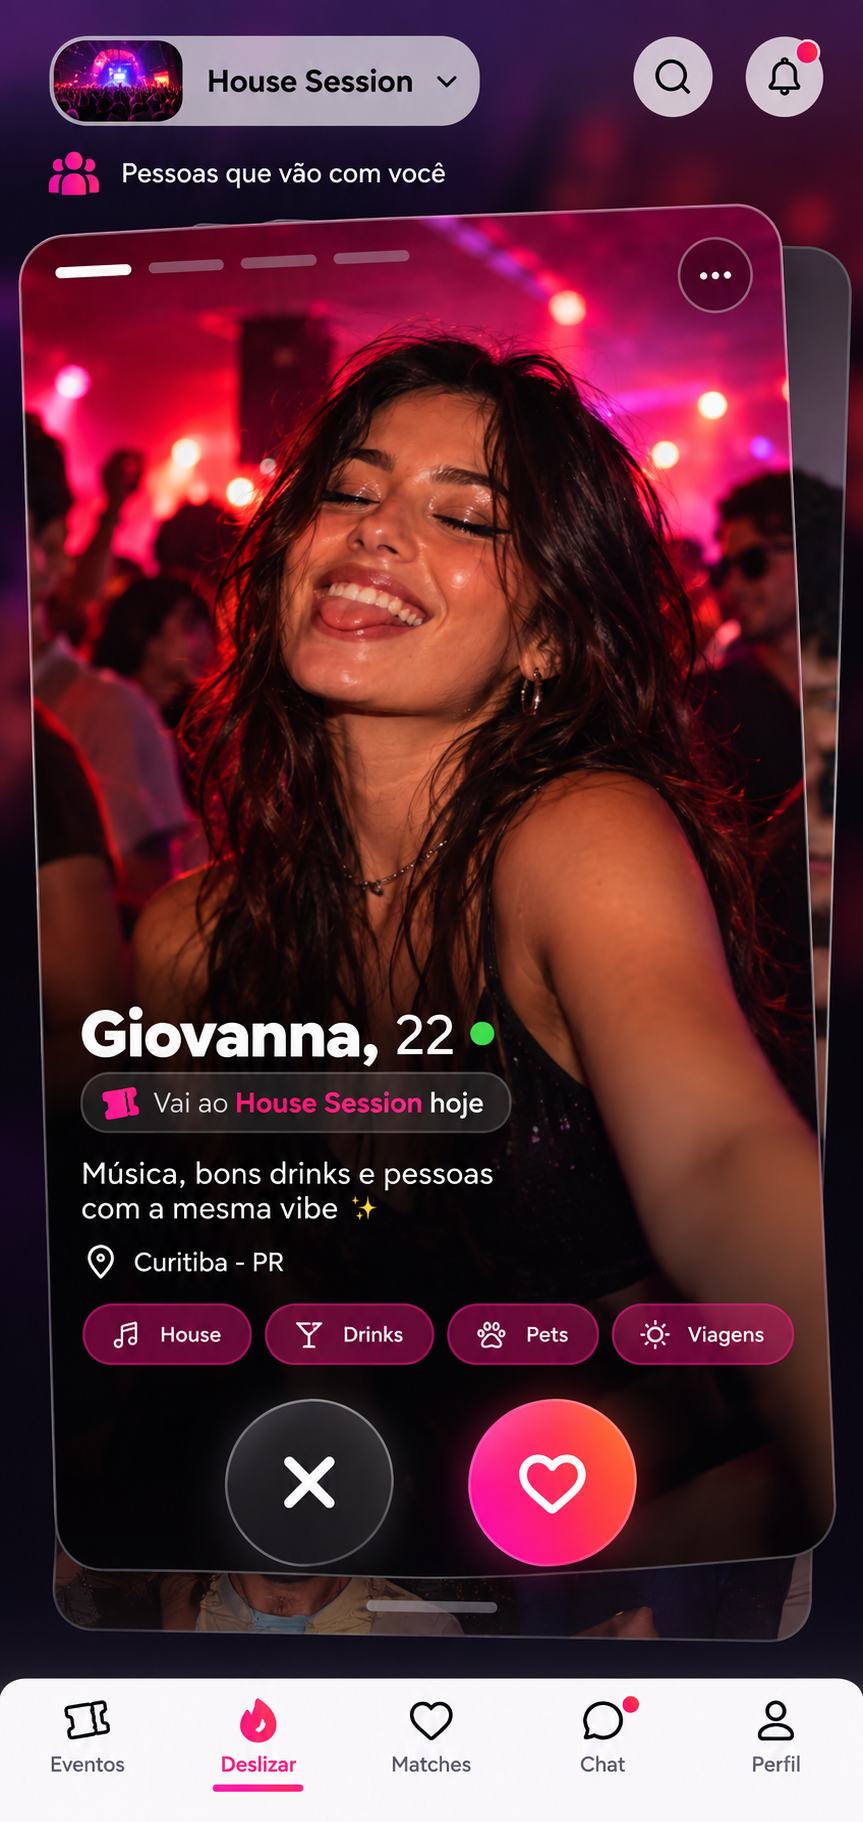 House Session
Pessoas que vão com você
Giovanna, 22
Vai ao House Session hoje
Música, bons drinks e pessoas
com a mesma vibe ✨
Curitiba - PR
House
Drinks
Pets
Viagens
Eventos
Deslizar
Matches
Chat
Perfil